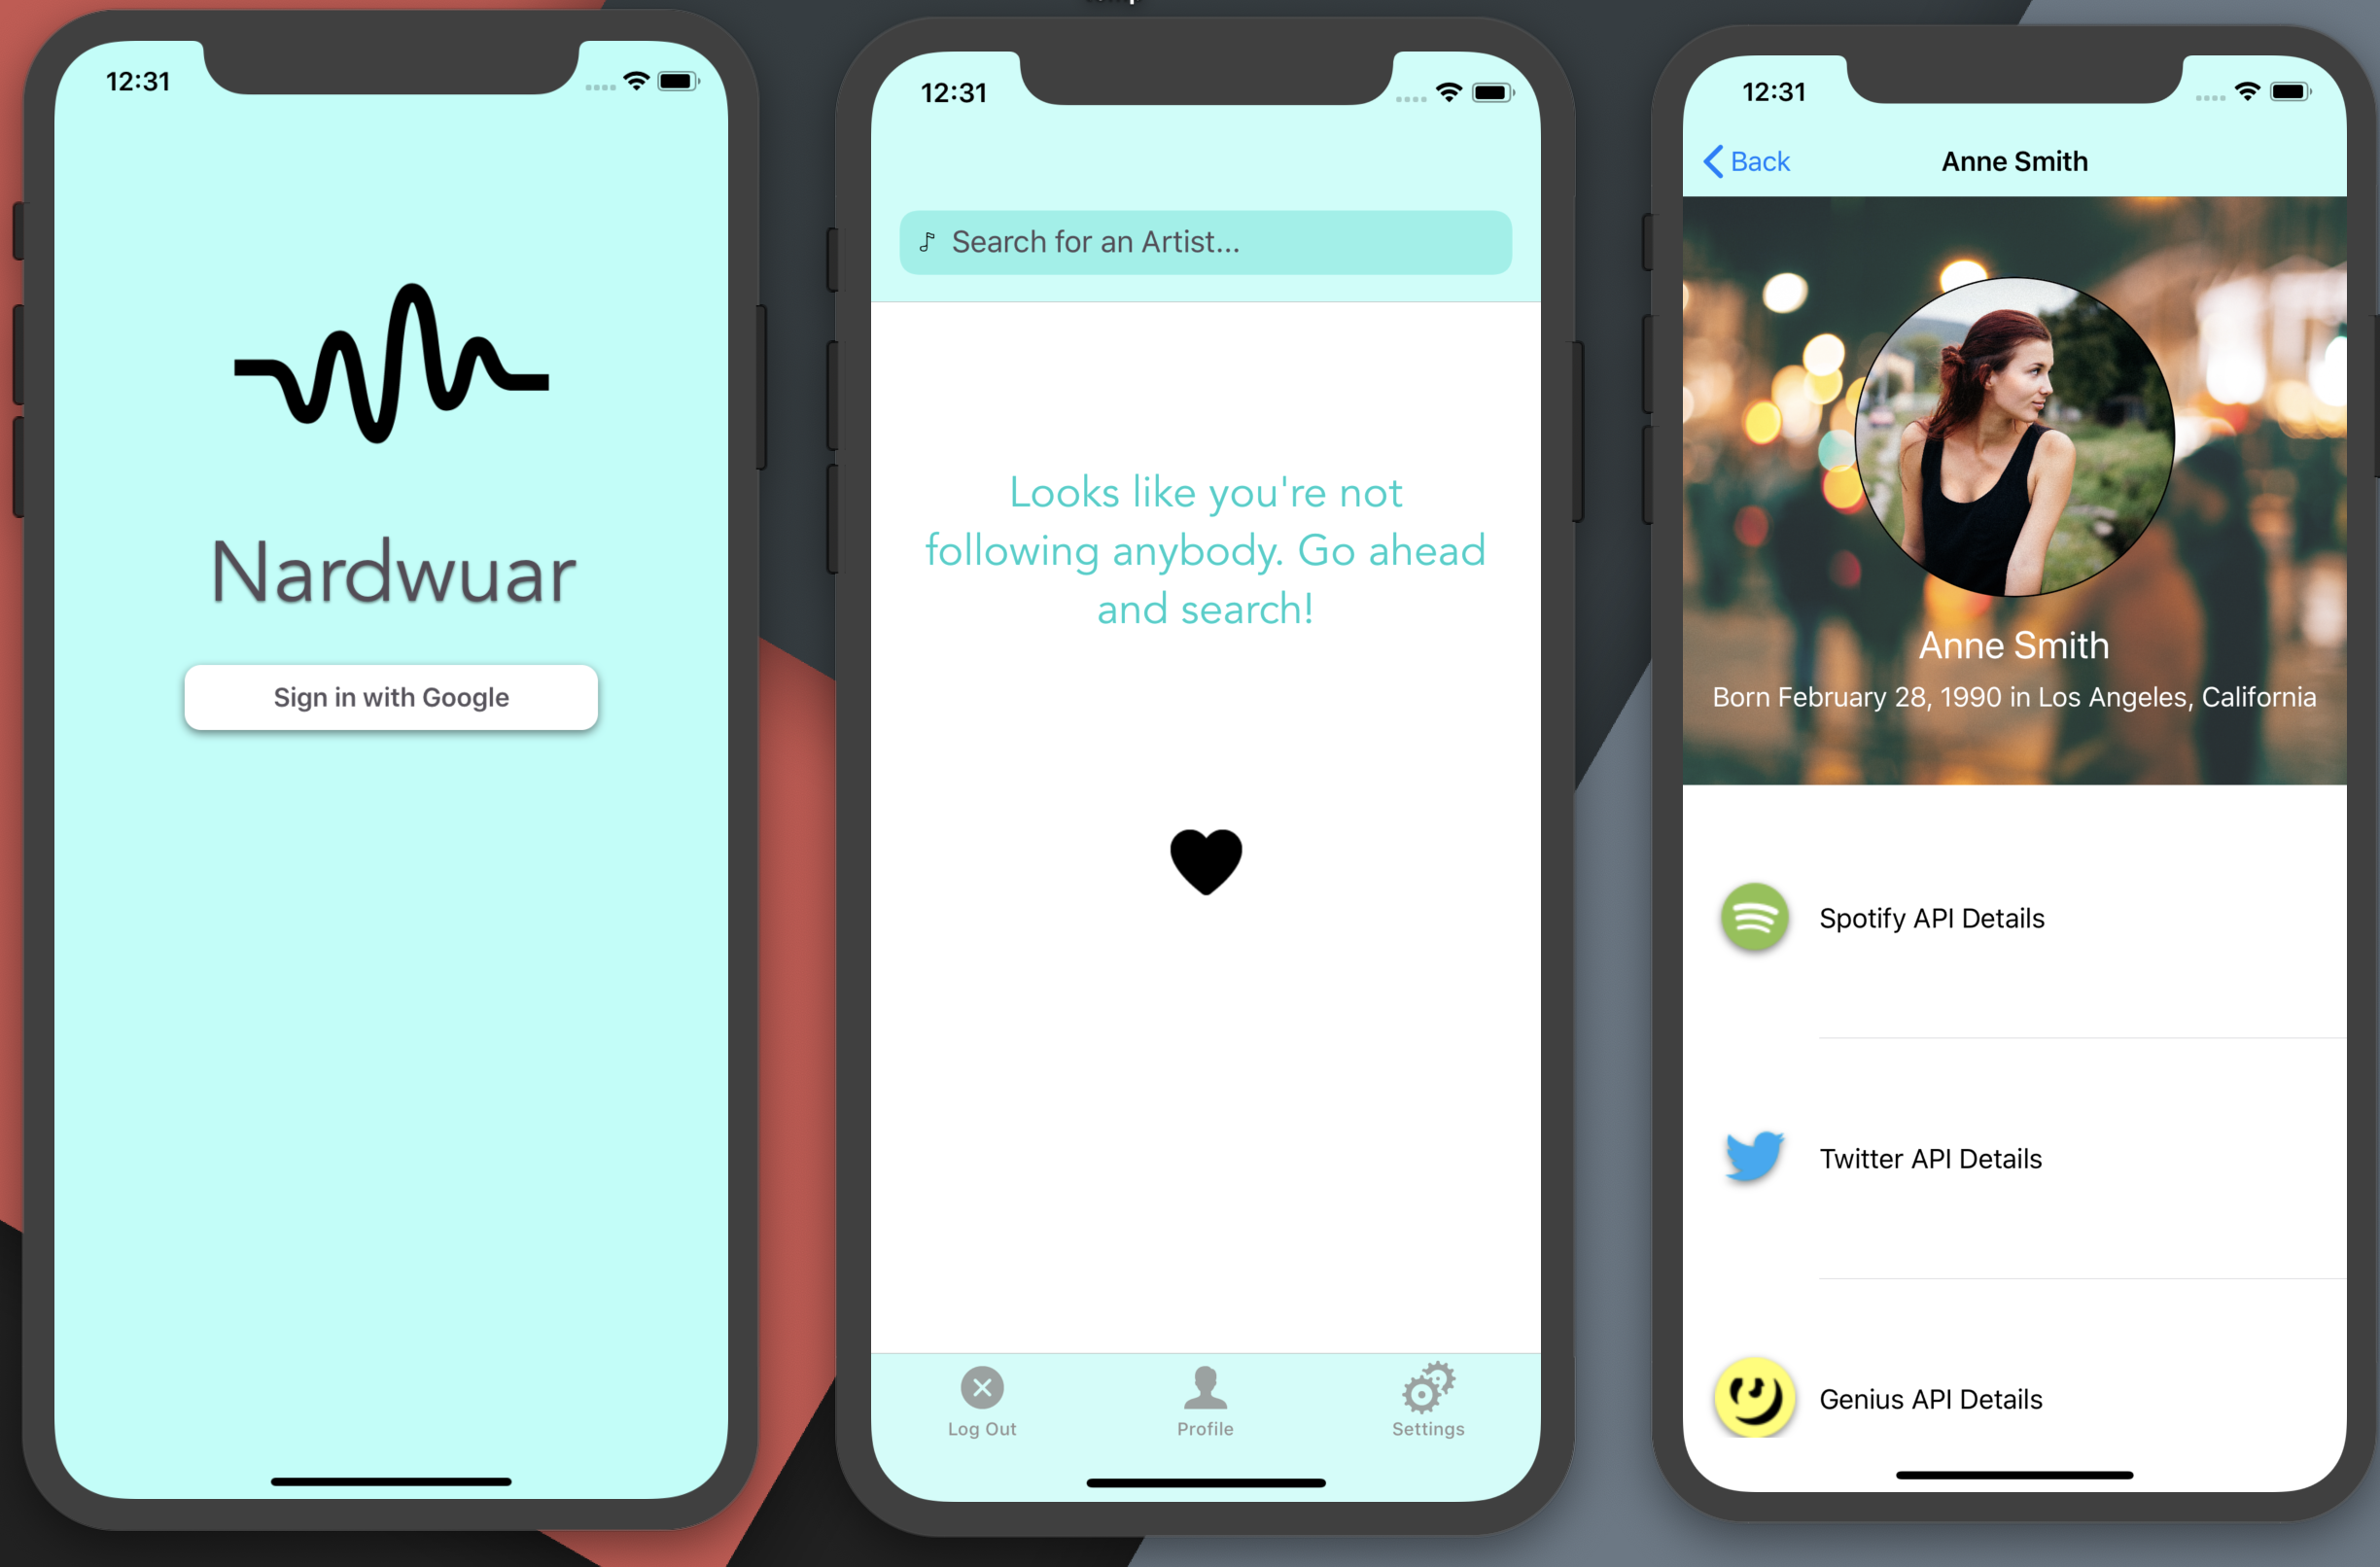 12:31
Nardwuar
Sign in with Google
12:31
Search for an Artist...
Looks like you're not
following anybody. Go ahead
and search!
Log Out
Profile
Settings
12:31
Back
Anne Smith
Anne Smith
Born February 28, 1990 in Los Angeles, California
Spotify API Details
Twitter API Details
Genius API Details